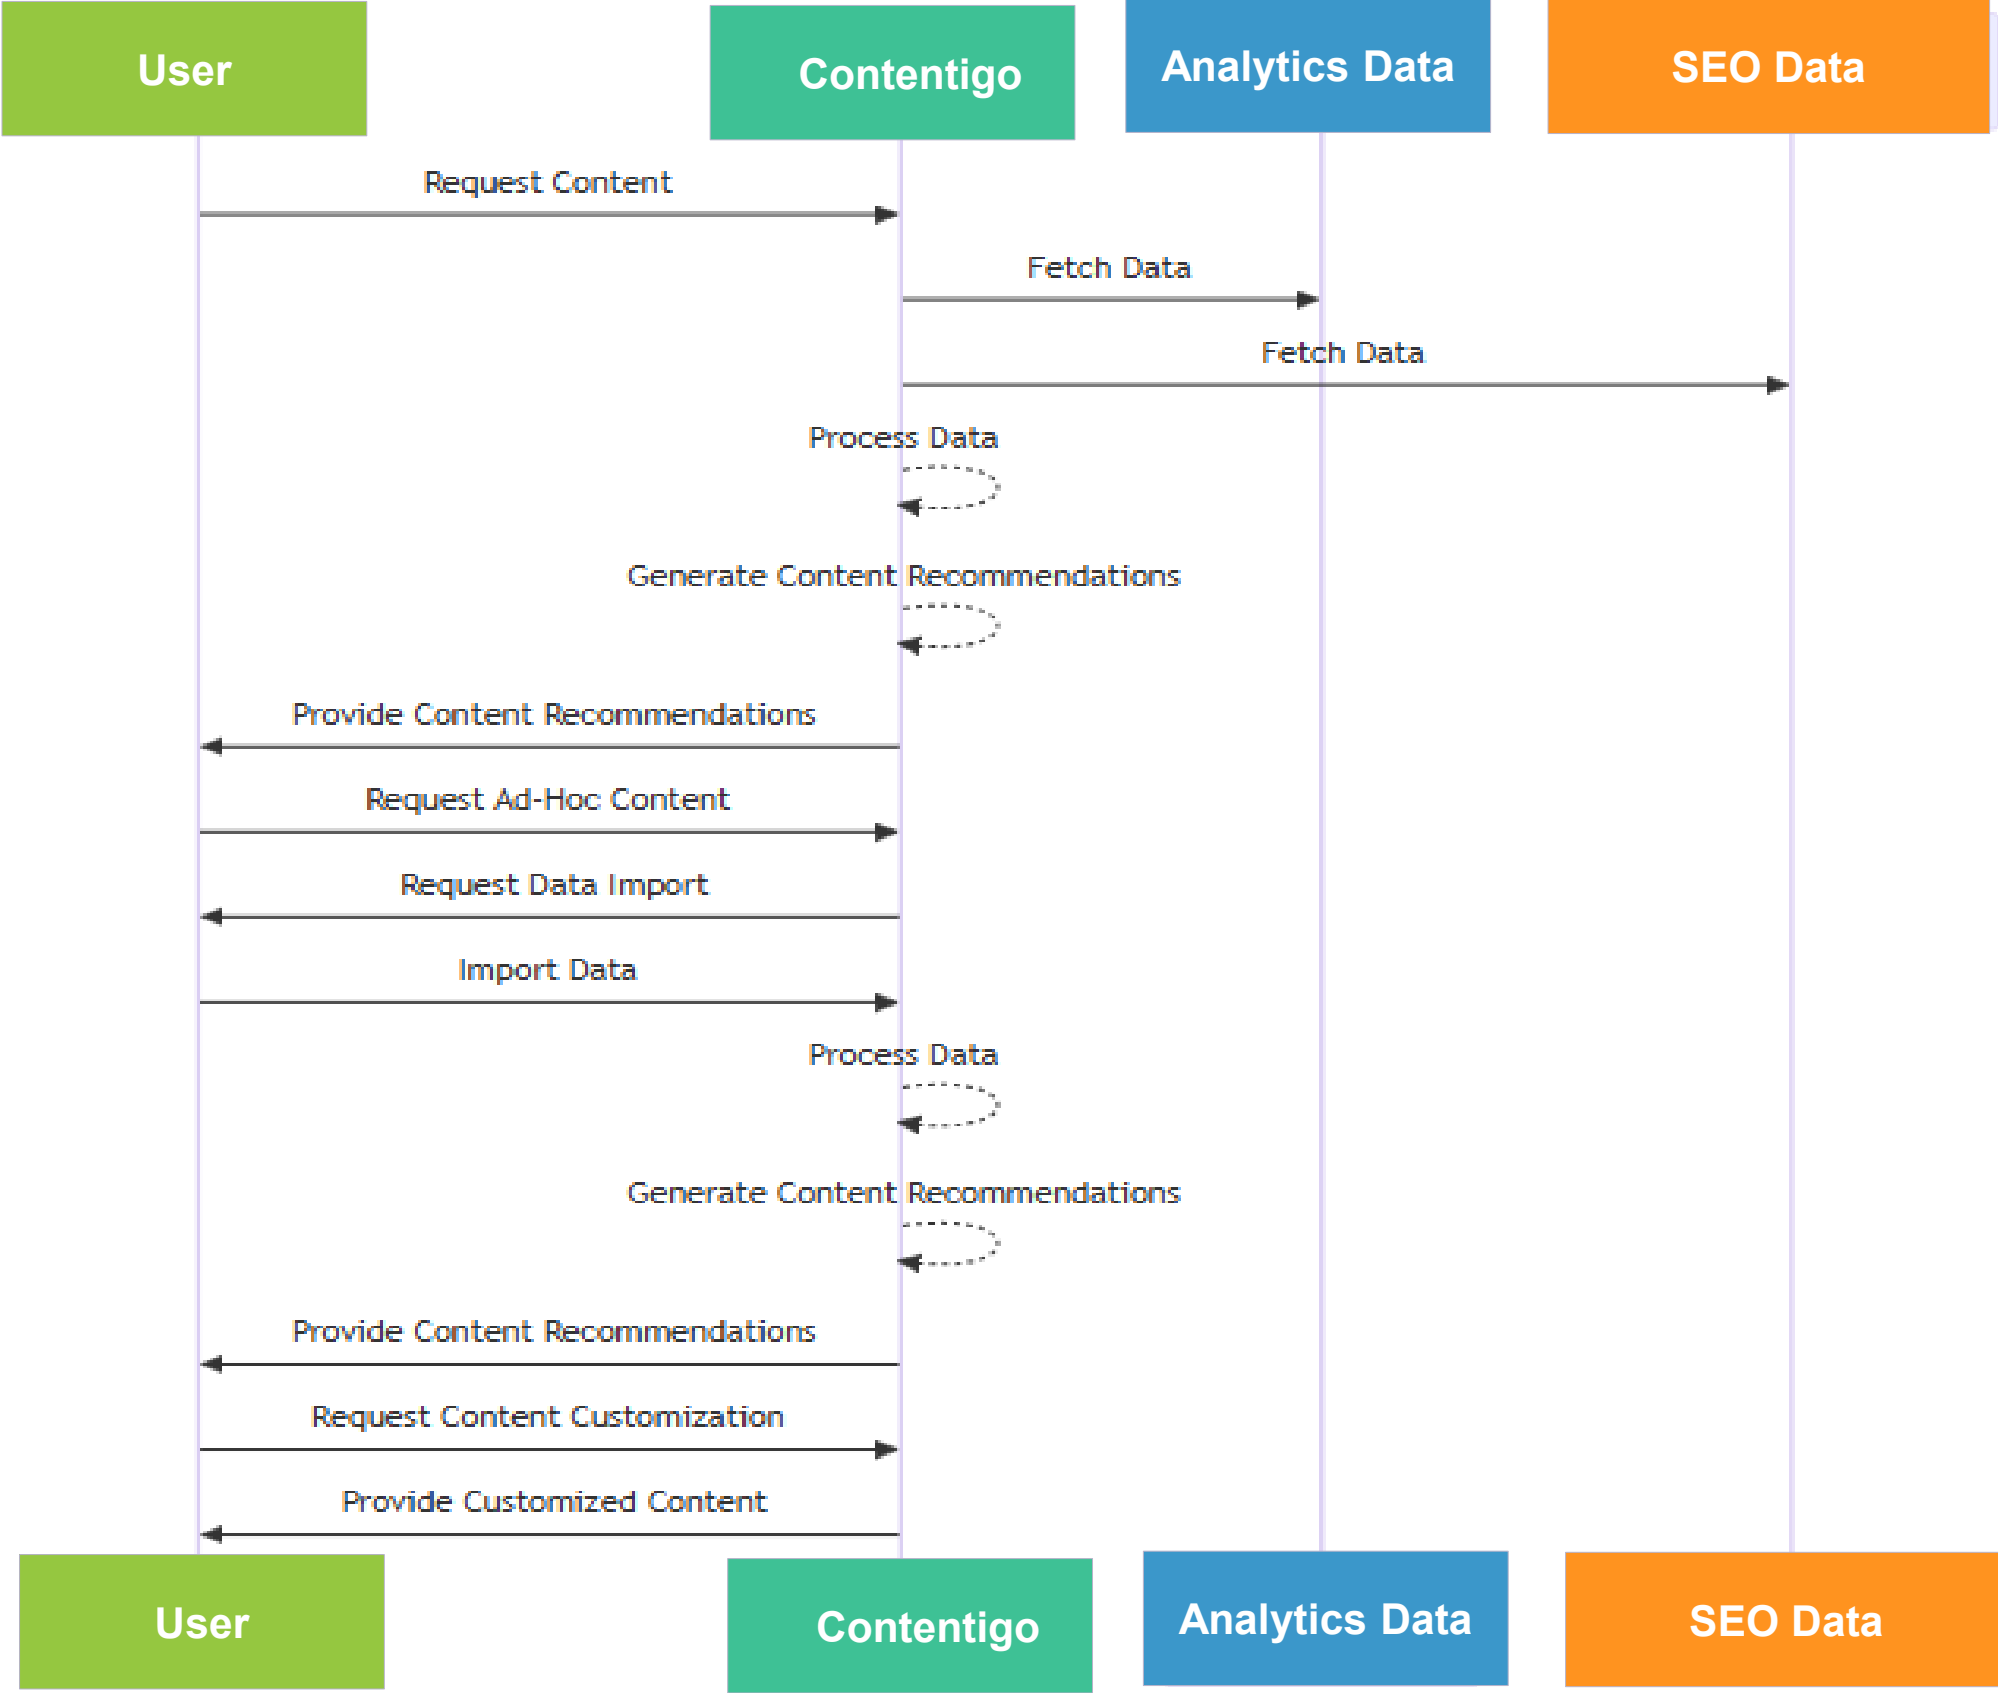 User
Contentigo
Analytics Data
SEO Data
Request Content
Fetch Data
Fetch Data
Process Data
Generate Content Recommendations
Provide Content Recommendations
Request Ad-Hoc Content
Request Data Import
Import Data
Process Data
Generate Content Recommendations
Provide Content Recommendations
Request Content Customization
Provide Customized Content
User
Contentigo
Analytics Data
SEO Data